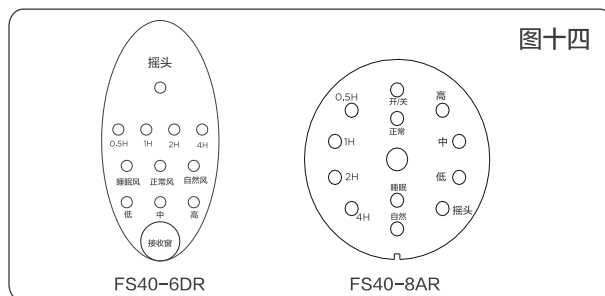 图十四
摇头
0.5H 1H 2H 4H
睡眠风 正常风 自然风
低 中 高
接收窗
FS40-6DR
0.5H 开/关 高
正常
1H 中
2H 低
睡眠
4H 自然 摇头
FS40-8AR